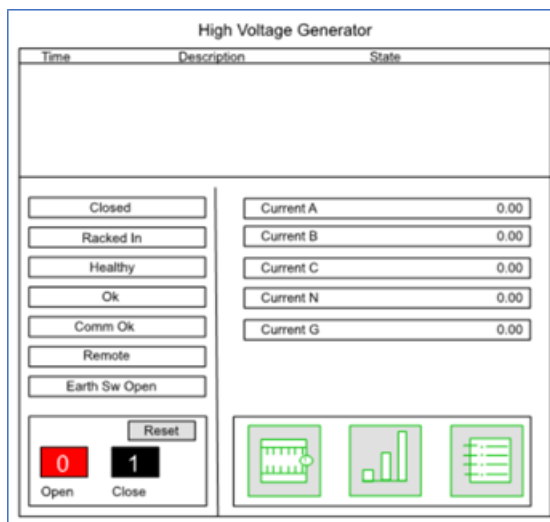 High Voltage Generator
Time Description State
Closed
Racked In
Healthy
Ok
Comm Ok
Remote
Earth Sw Open
Current A 0.00
Current B 0.00
Current C 0.00
Current N 0.00
Current G 0.00
Reset
0 1
Open Close